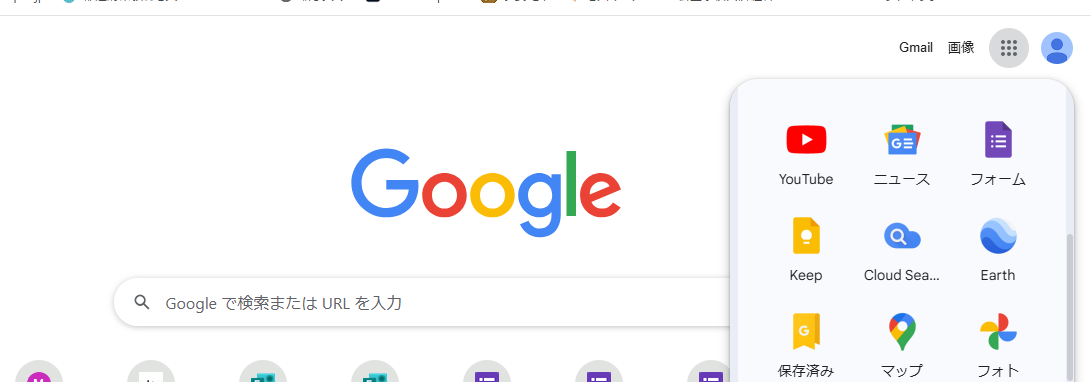 Gmail 画像
Google
Google で検索または URL を入力
YouTube ニュース フォーム
Keep Cloud Sea... Earth
保存済み マップ フォト